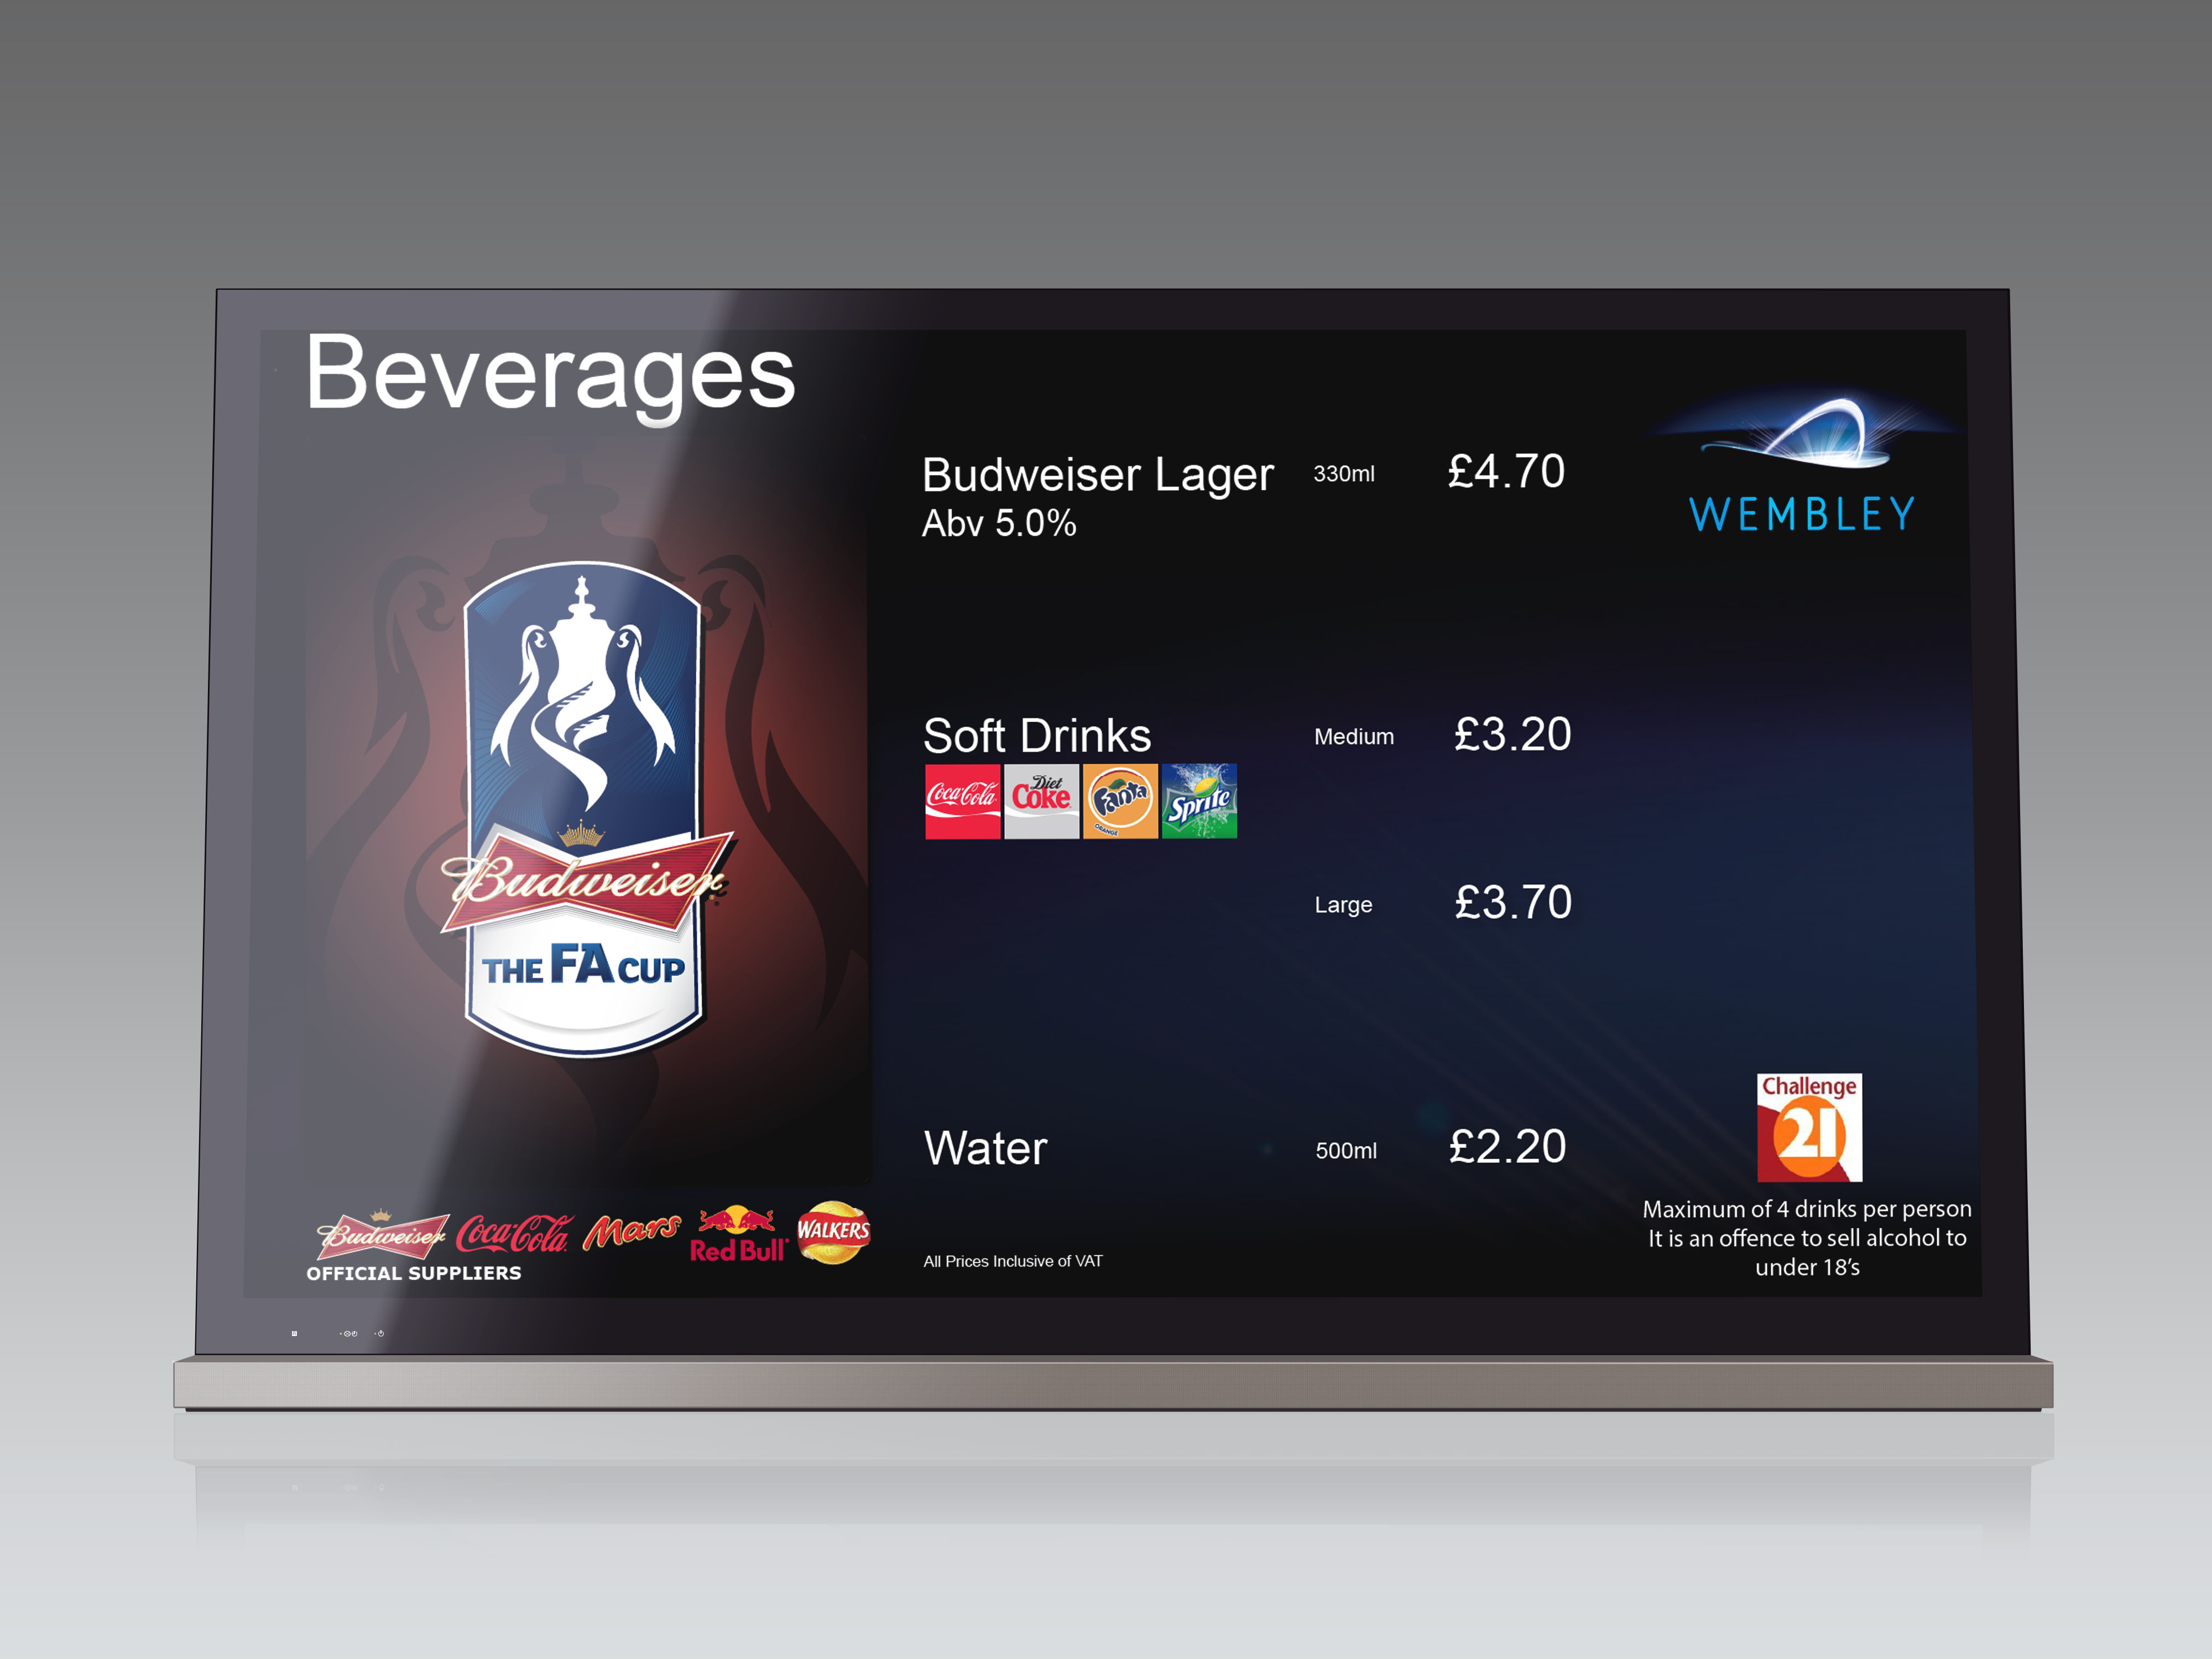 Beverages
Budweiser Lager 330ml £4.70
Abv 5.0%
WEMBLEY
Soft Drinks Medium £3.20
Coca-Cola Diet Coke Fanta ORANGE Sprite
Large £3.70
Budweiser
THE FA CUP
Water 500ml £2.20
Challenge
21
Budweiser Coca-Cola Mars Red Bull WALKERS
OFFICIAL SUPPLIERS
All Prices Inclusive of VAT
Maximum of 4 drinks per person
It is an offence to sell alcohol to
under 18's